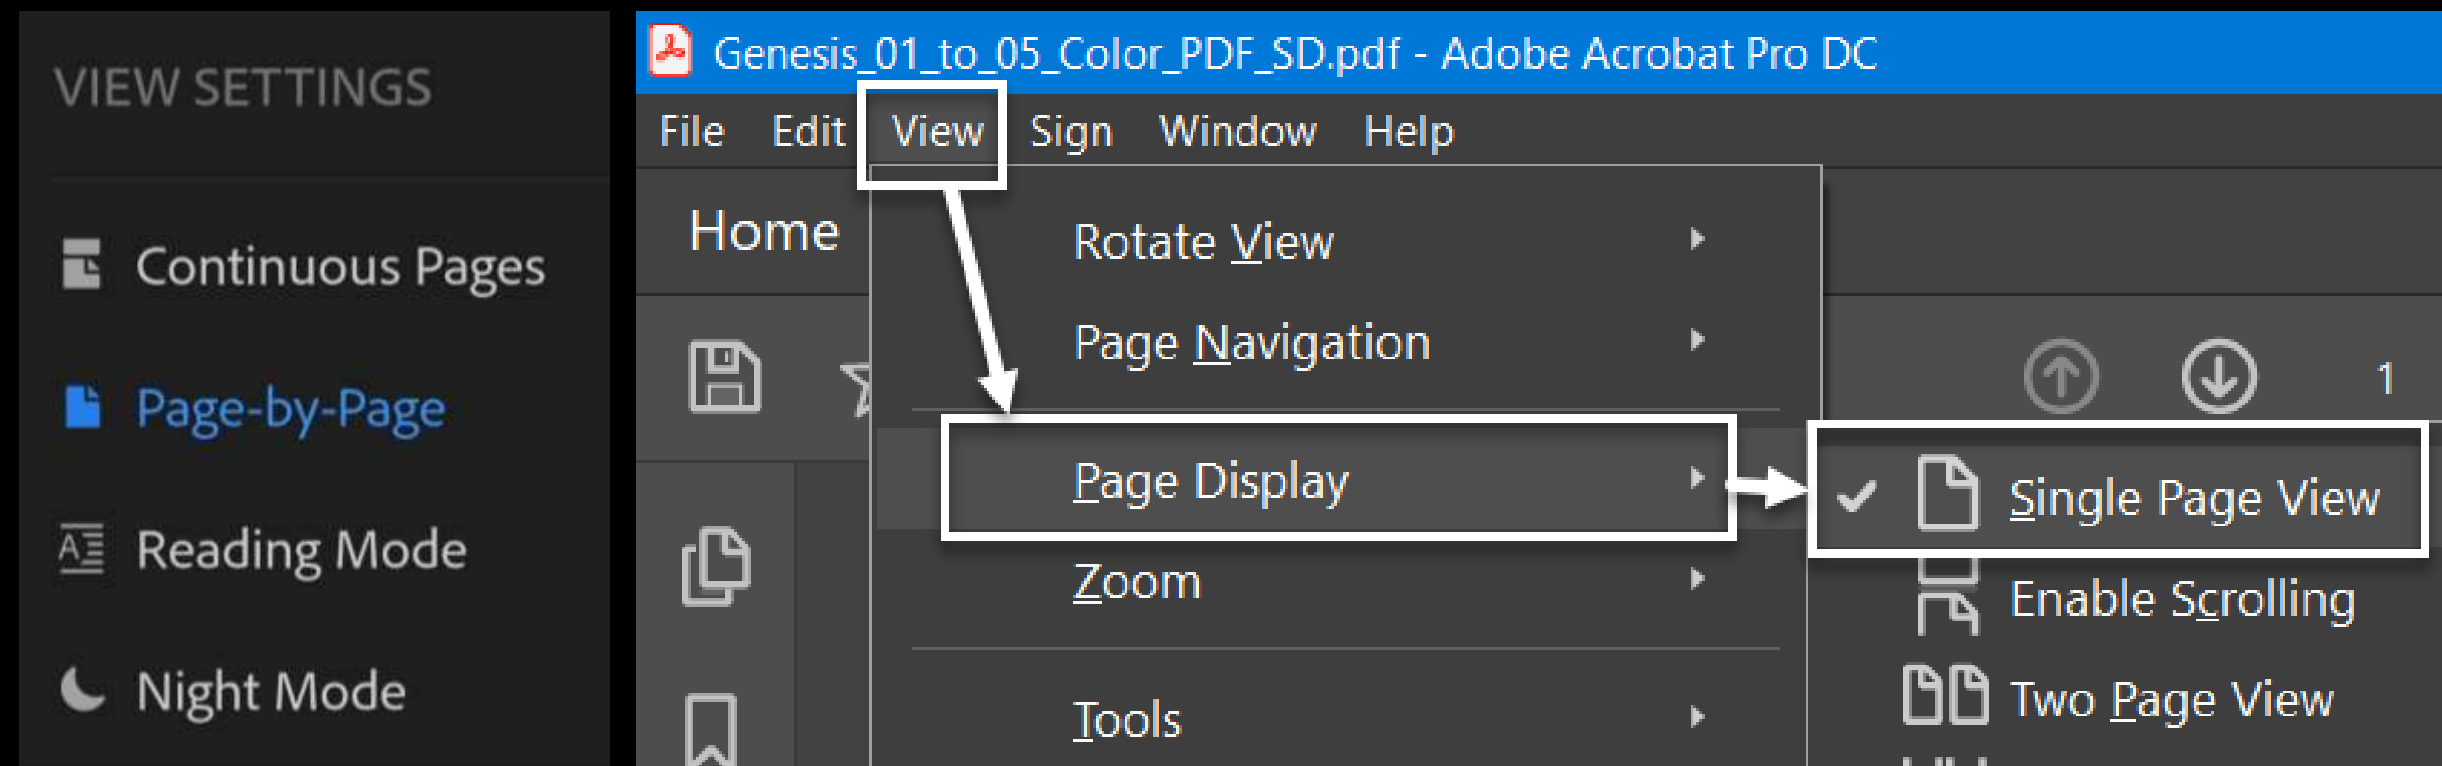 VIEW SETTINGS
Continuous Pages
Page-by-Page
Reading Mode
Night Mode
Genesis_01_to_05_Color_PDF_SD.pdf - Adobe Acrobat Pro DC
File Edit View Sign Window Help
Home
Rotate View
Page Navigation
1
Page Display
Single Page View
Zoom
Enable Scrolling
Two Page View
Tools